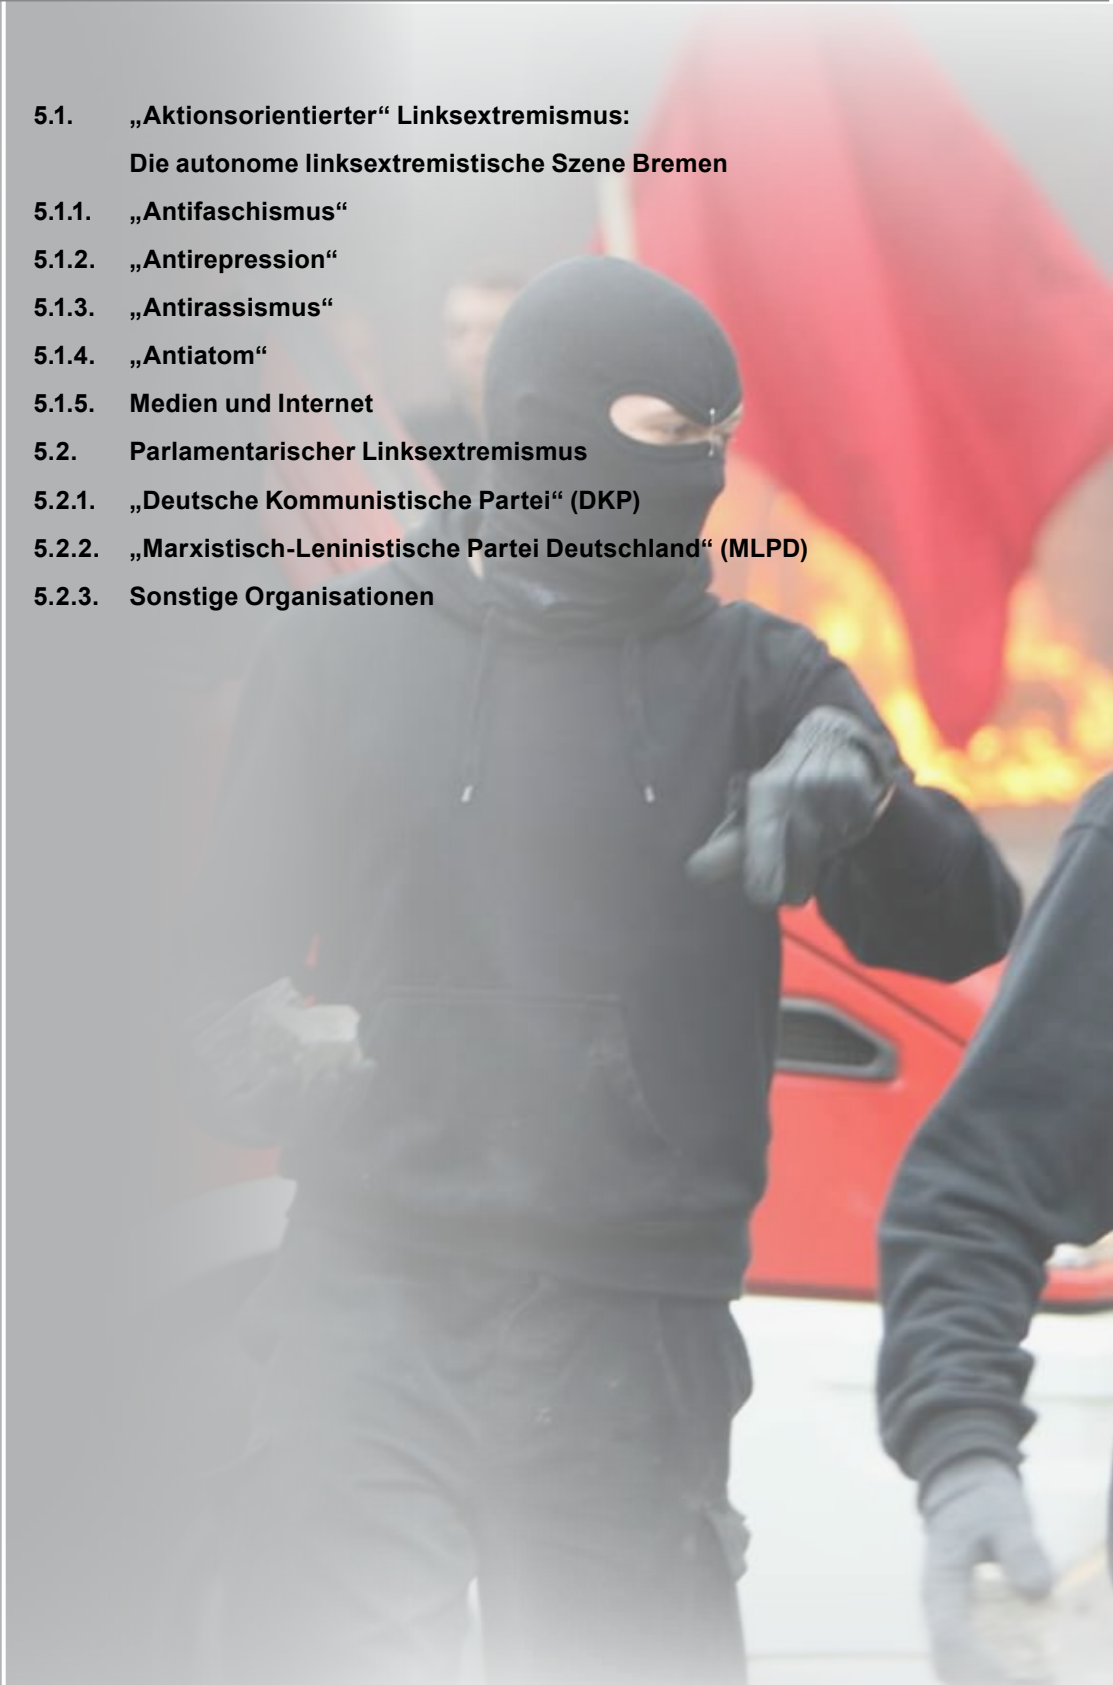 5.1. „Aktionsorientierter“ Linksextremismus:
Die autonome linksextremistische Szene Bremen
5.1.1. „Antifaschismus“
5.1.2. „Antirepression“
5.1.3. „Antirassismus“
5.1.4. „Antiatom“
5.1.5. Medien und Internet
5.2. Parlamentarischer Linksextremismus
5.2.1. „Deutsche Kommunistische Partei“ (DKP)
5.2.2. „Marxistisch-Leninistische Partei Deutschland“ (MLPD)
5.2.3. Sonstige Organisationen